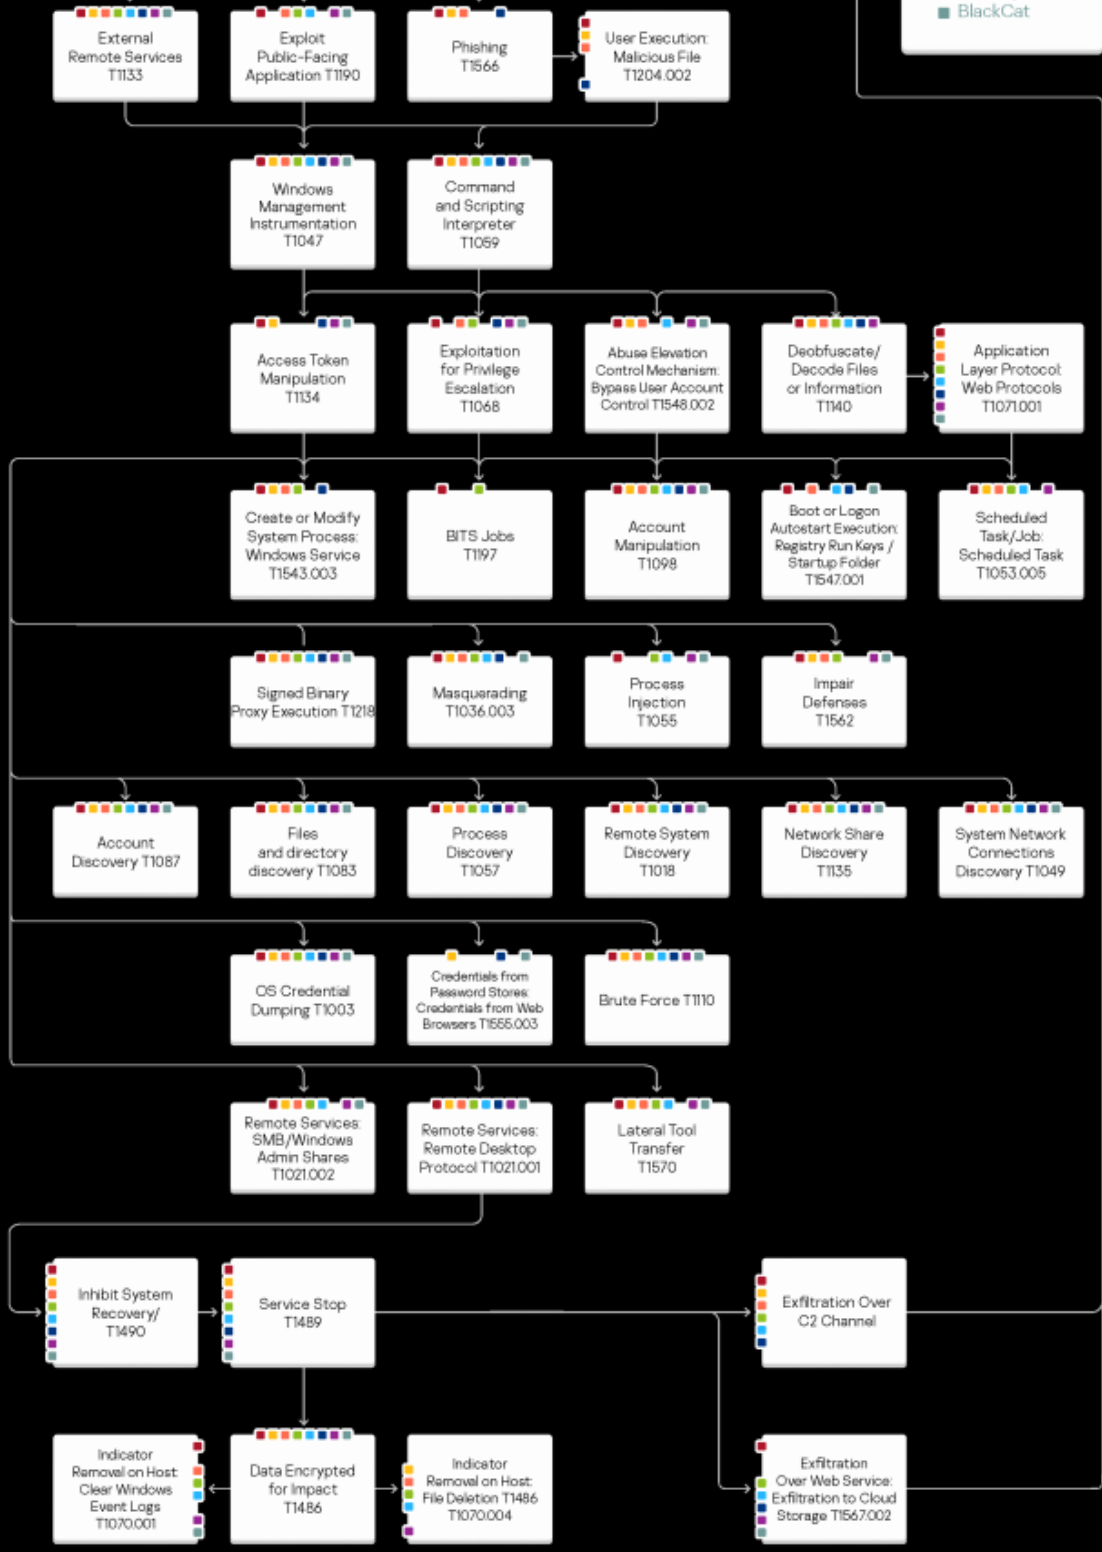 BlackCat
External
Remote Services
T1133
Exploit
Public-Facing
Application T1190
Phishing
T1566
User Execution:
Malicious File
T1204.002
Windows
Management
Instrumentation
T1047
Command
and Scripting
Interpreter
T1059
Access Token
Manipulation
T1134
Exploitation
for Privilege
Escalation
T1068
Abuse Elevation
Control Mechanism:
Bypass User Account
Control T1548.002
Deobfuscate/
Decode Files
or Information
T1140
Application
Layer Protocol:
Web Protocols
T1071.001
Create or Modify
System Process:
Windows Service
T1543.003
BITS Jobs
T1197
Account
Manipulation
T1098
Boot or Logon
Autostart Execution:
Registry Run Keys /
Startup Folder
T1547.001
Scheduled
Task/Job:
Scheduled Task
T1053.005
Signed Binary
Proxy Execution T1218
Masquerading
T1036.003
Process
Injection
T1055
Impair
Defenses
T1562
Account
Discovery T1087
Files
and directory
discovery T1083
Process
Discovery
T1057
Remote System
Discovery
T1018
Network Share
Discovery
T1135
System Network
Connections
Discovery T1049
OS Credential
Dumping T1003
Credentials from
Password Stores:
Credentials from Web
Browsers T1555.003
Brute Force T1110
Remote Services:
SMB/Windows
Admin Shares
T1021.002
Remote Services:
Remote Desktop
Protocol T1021.001
Lateral Tool
Transfer
T1570
Inhibit System
Recovery/
T1490
Service Stop
T1489
Exfiltration Over
C2 Channel
Indicator
Removal on Host:
Clear Windows
Event Logs
T1070.001
Data Encrypted
for Impact
T1486
Indicator
Removal on Host:
File Deletion T1486
T1070.004
Exfiltration
Over Web Service:
Exfiltration to Cloud
Storage T1567.002